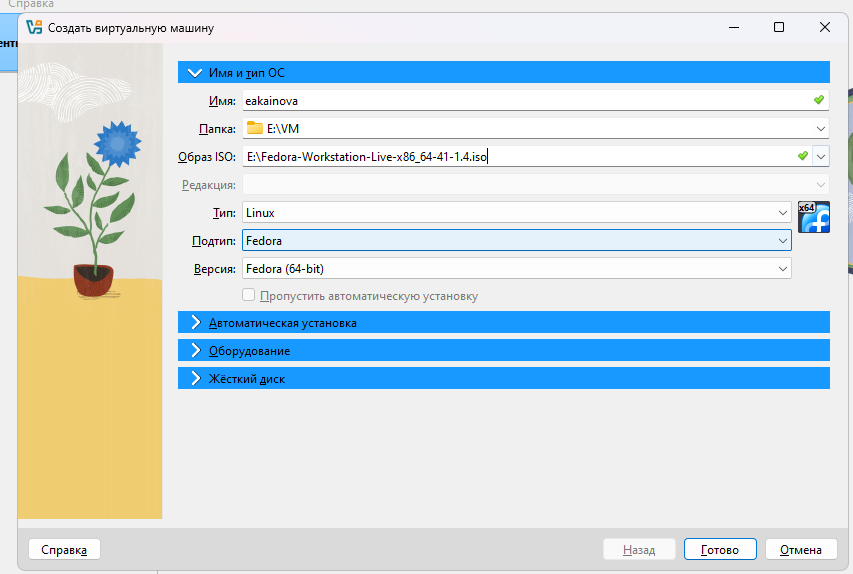 Справка
Создать виртуальную машину
Имя и тип ОС
Имя: eakainova
Папка: E:\VM
Образ ISO: E:\Fedora-Workstation-Live-x86_64-41-1.4.iso
Редакция:
Тип: Linux
x64
Подтип: Fedora
Версия: Fedora (64-bit)
Пропустить автоматическую установку
Автоматическая установка
Оборудование
Жёсткий диск
Справка
Назад
Готово
Отмена